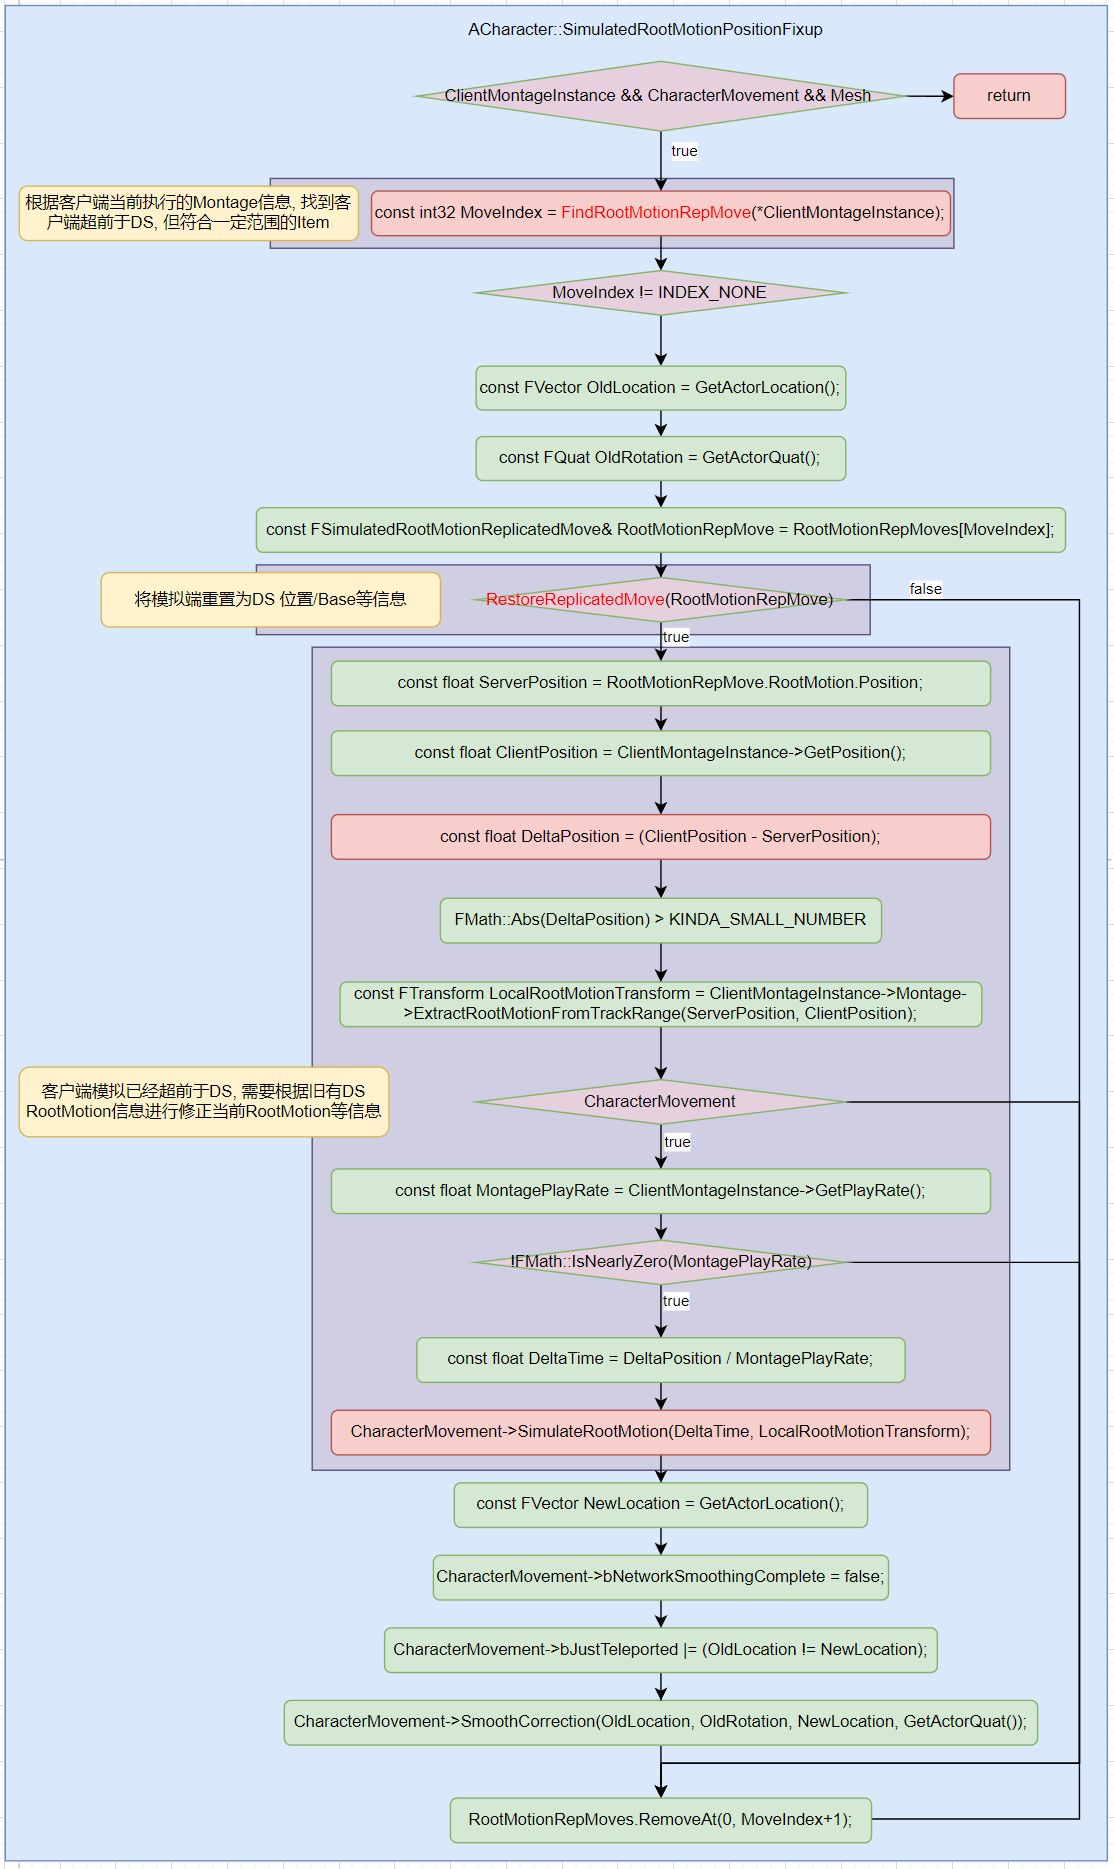 ACharacter::SimulatedRootMotionPositionFixup
ClientMontageInstance && CharacterMovement && Mesh
return
true
根据客户端当前执行的Montage信息, 找到客
户端超前于DS, 但符合一定范围的Item
const int32 MoveIndex = FindRootMotionRepMove(*ClientMontageInstance);
MoveIndex != INDEX_NONE
const FVector OldLocation = GetActorLocation();
const FQuat OldRotation = GetActorQuat();
const FSimulatedRootMotionReplicatedMove& RootMotionRepMove = RootMotionRepMoves[MoveIndex];
将模拟端重置为DS 位置/Base等信息
RestoreReplicatedMove(RootMotionRepMove)
false
true
const float ServerPosition = RootMotionRepMove.RootMotion.Position;
const float ClientPosition = ClientMontageInstance->GetPosition();
const float DeltaPosition = (ClientPosition - ServerPosition);
FMath::Abs(DeltaPosition) > KINDA_SMALL_NUMBER
const FTransform LocalRootMotionTransform = ClientMontageInstance->Montage-
>ExtractRootMotionFromTrackRange(ServerPosition, ClientPosition);
客户端模拟已经超前于DS, 需要根据旧有DS
RootMotion信息进行修正当前RootMotion等信息
CharacterMovement
true
const float MontagePlayRate = ClientMontageInstance->GetPlayRate();
!FMath::IsNearlyZero(MontagePlayRate)
true
const float DeltaTime = DeltaPosition / MontagePlayRate;
CharacterMovement->SimulateRootMotion(DeltaTime, LocalRootMotionTransform);
const FVector NewLocation = GetActorLocation();
CharacterMovement->bNetworkSmoothingComplete = false;
CharacterMovement->bJustTeleported |= (OldLocation != NewLocation);
CharacterMovement->SmoothCorrection(OldLocation, OldRotation, NewLocation, GetActorQuat());
RootMotionRepMoves.RemoveAt(0, MoveIndex+1);